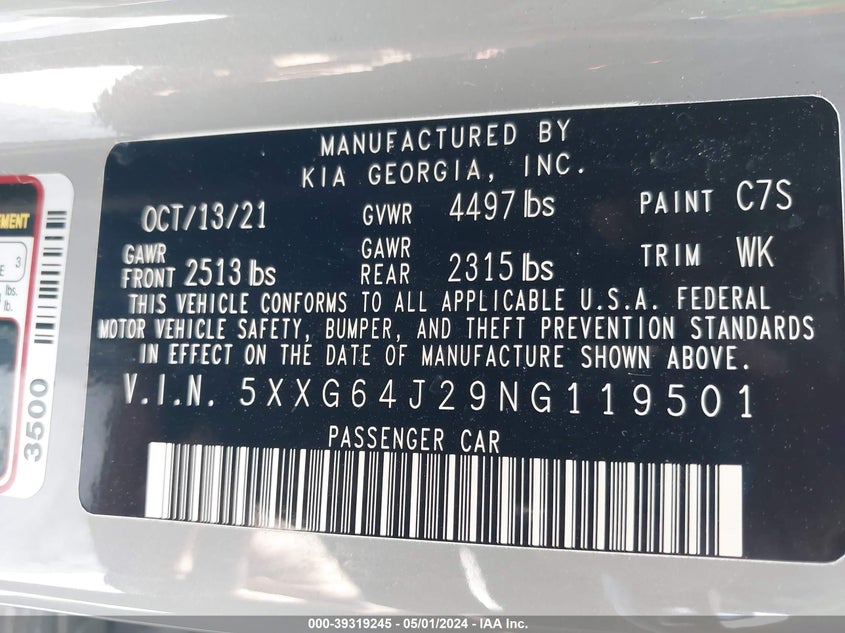 MANUFACTURED BY
KIA GEORGIA, INC.
OCT/13/21 GVWR 4497 lbs PAINT C7S
GAWR FRONT 2513 lbs GAWR REAR 2315 lbs TRIM WK
THIS VEHICLE CONFORMS TO ALL APPLICABLE U.S.A. FEDERAL
MOTOR VEHICLE SAFETY, BUMPER, AND THEFT PREVENTION STANDARDS
IN EFFECT ON THE DATE OF MANUFACTURE SHOWN ABOVE.
V.I.N. 5XXG64J29NG119501
PASSENGER CAR
3
lbs.
lb.
3500
000-39319245 - 05/01/2024 - IAA Inc.